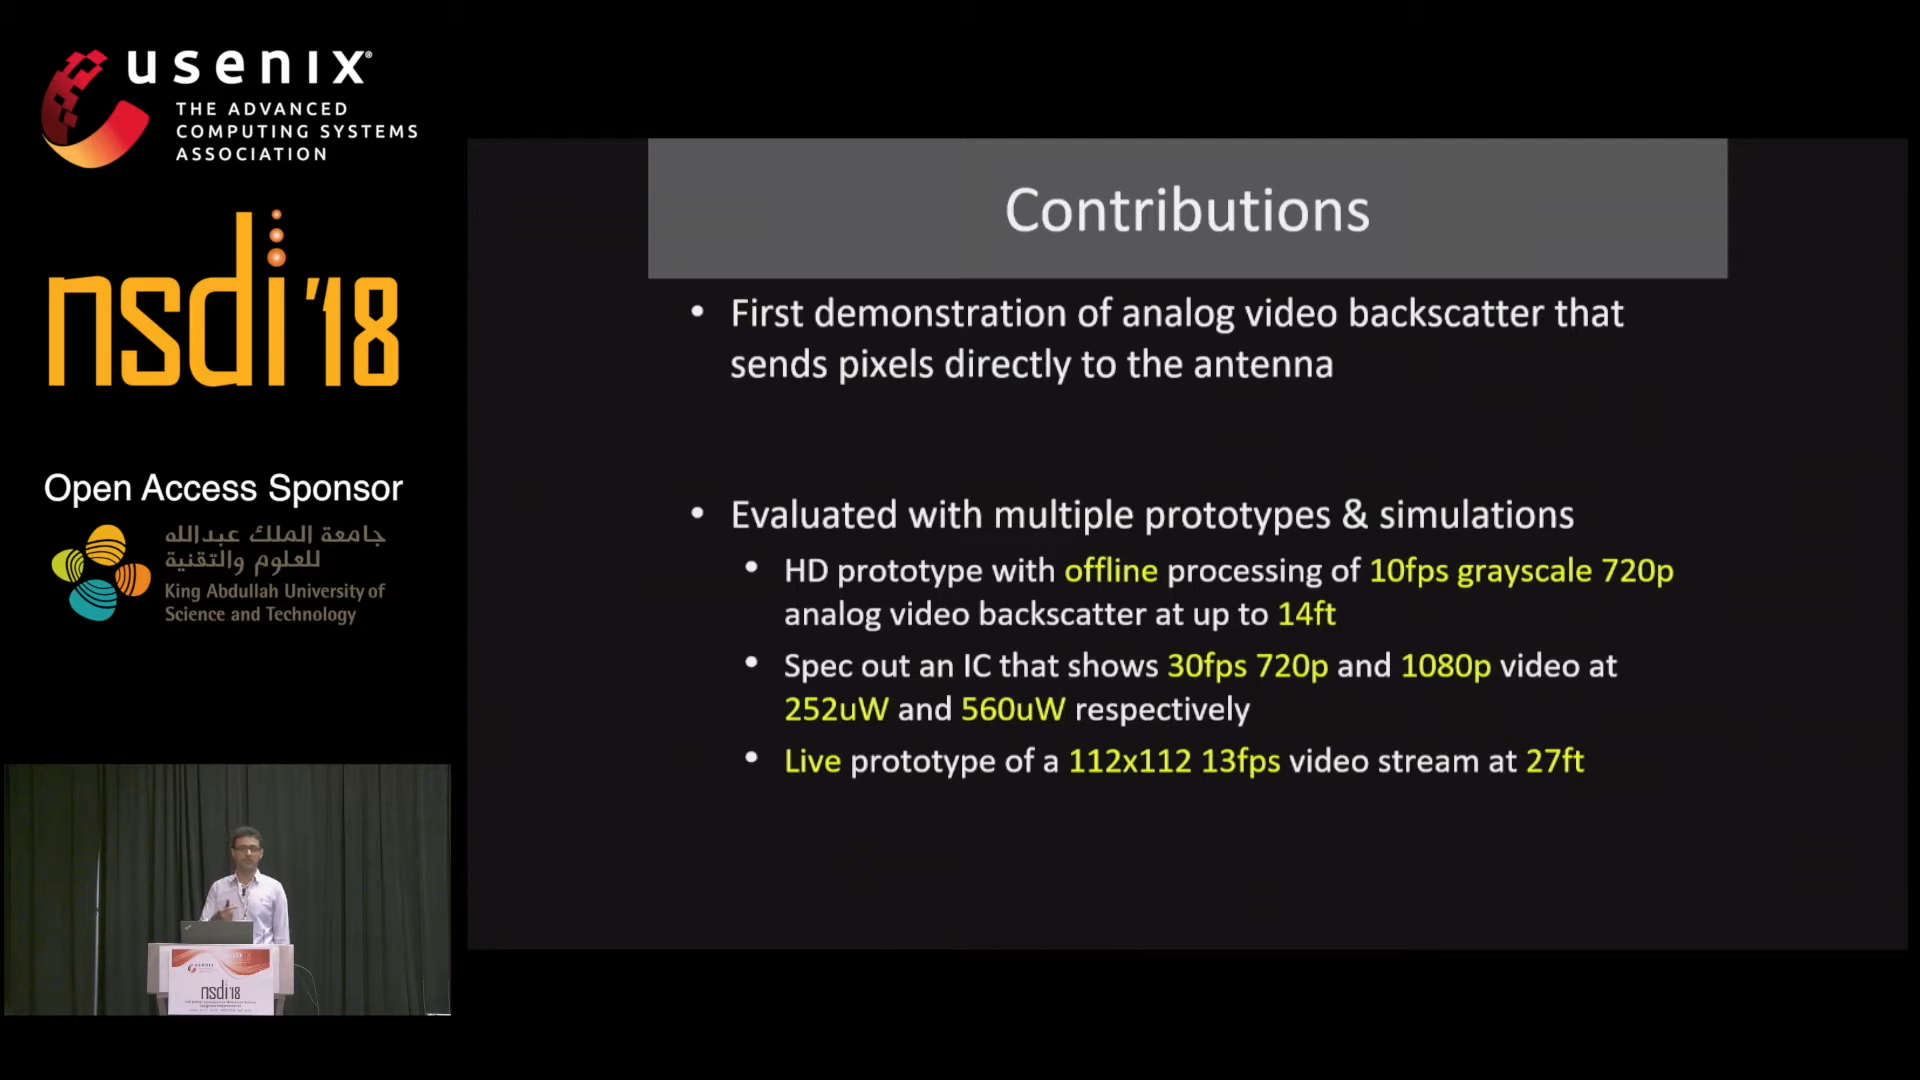 usenix
THE ADVANCED
COMPUTING SYSTEMS
ASSOCIATION
nsdi '18
Open Access Sponsor
جامعة الملك عبدالله
للعلوم والتقنية
King Abdullah University of
Science and Technology
Contributions
• First demonstration of analog video backscatter that
sends pixels directly to the antenna
• Evaluated with multiple prototypes & simulations
• HD prototype with offline processing of 10fps grayscale 720p
analog video backscatter at up to 14ft
• Spec out an IC that shows 30fps 720p and 1080p video at
252uW and 560uW respectively
• Live prototype of a 112x112 13fps video stream at 27ft
usenix
nsdi'18